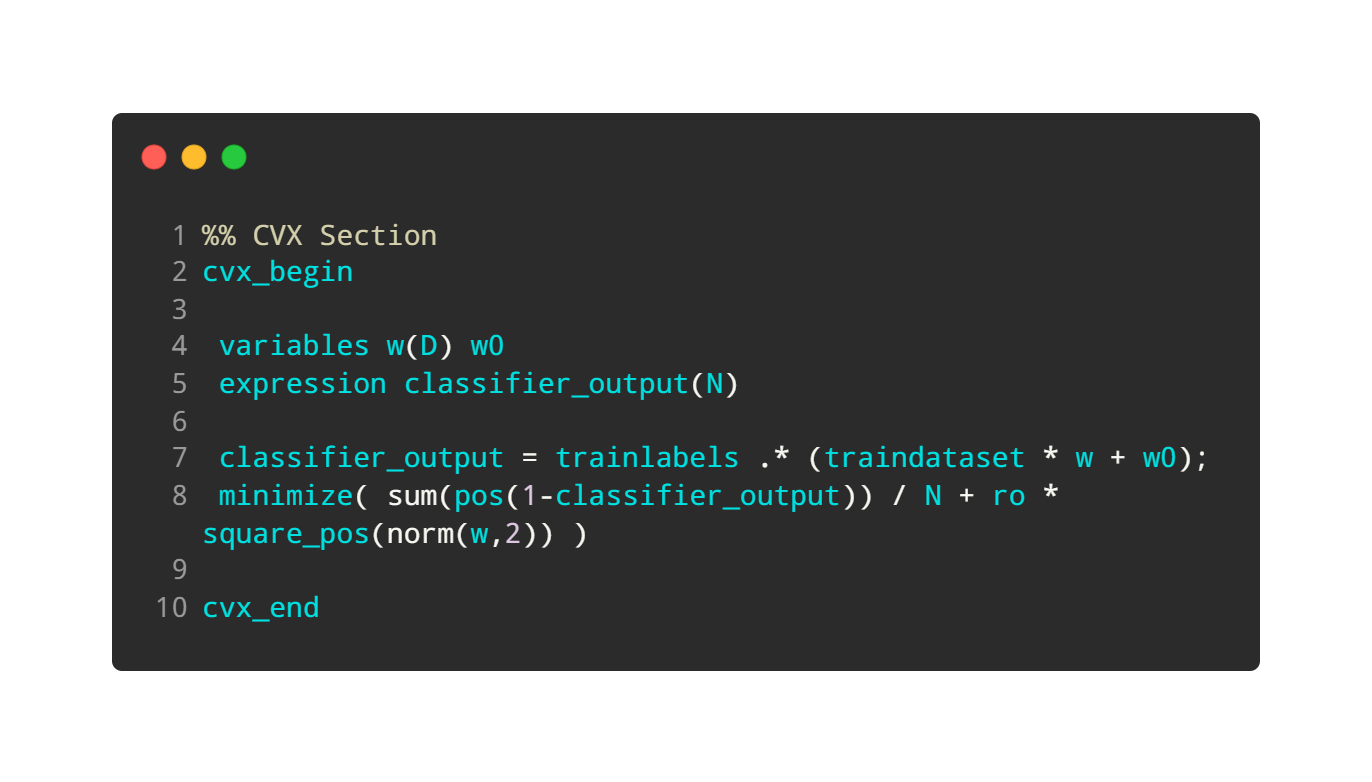 1 %% CVX Section
2 cvx_begin
3
4 variables w(D) w0
5 expression classifier_output(N)
6
7 classifier_output = trainlabels .* (traindataset * w + w0);
8 minimize( sum(pos(1-classifier_output)) / N + ro *
square_pos(norm(w,2)) )
9
10 cvx_end